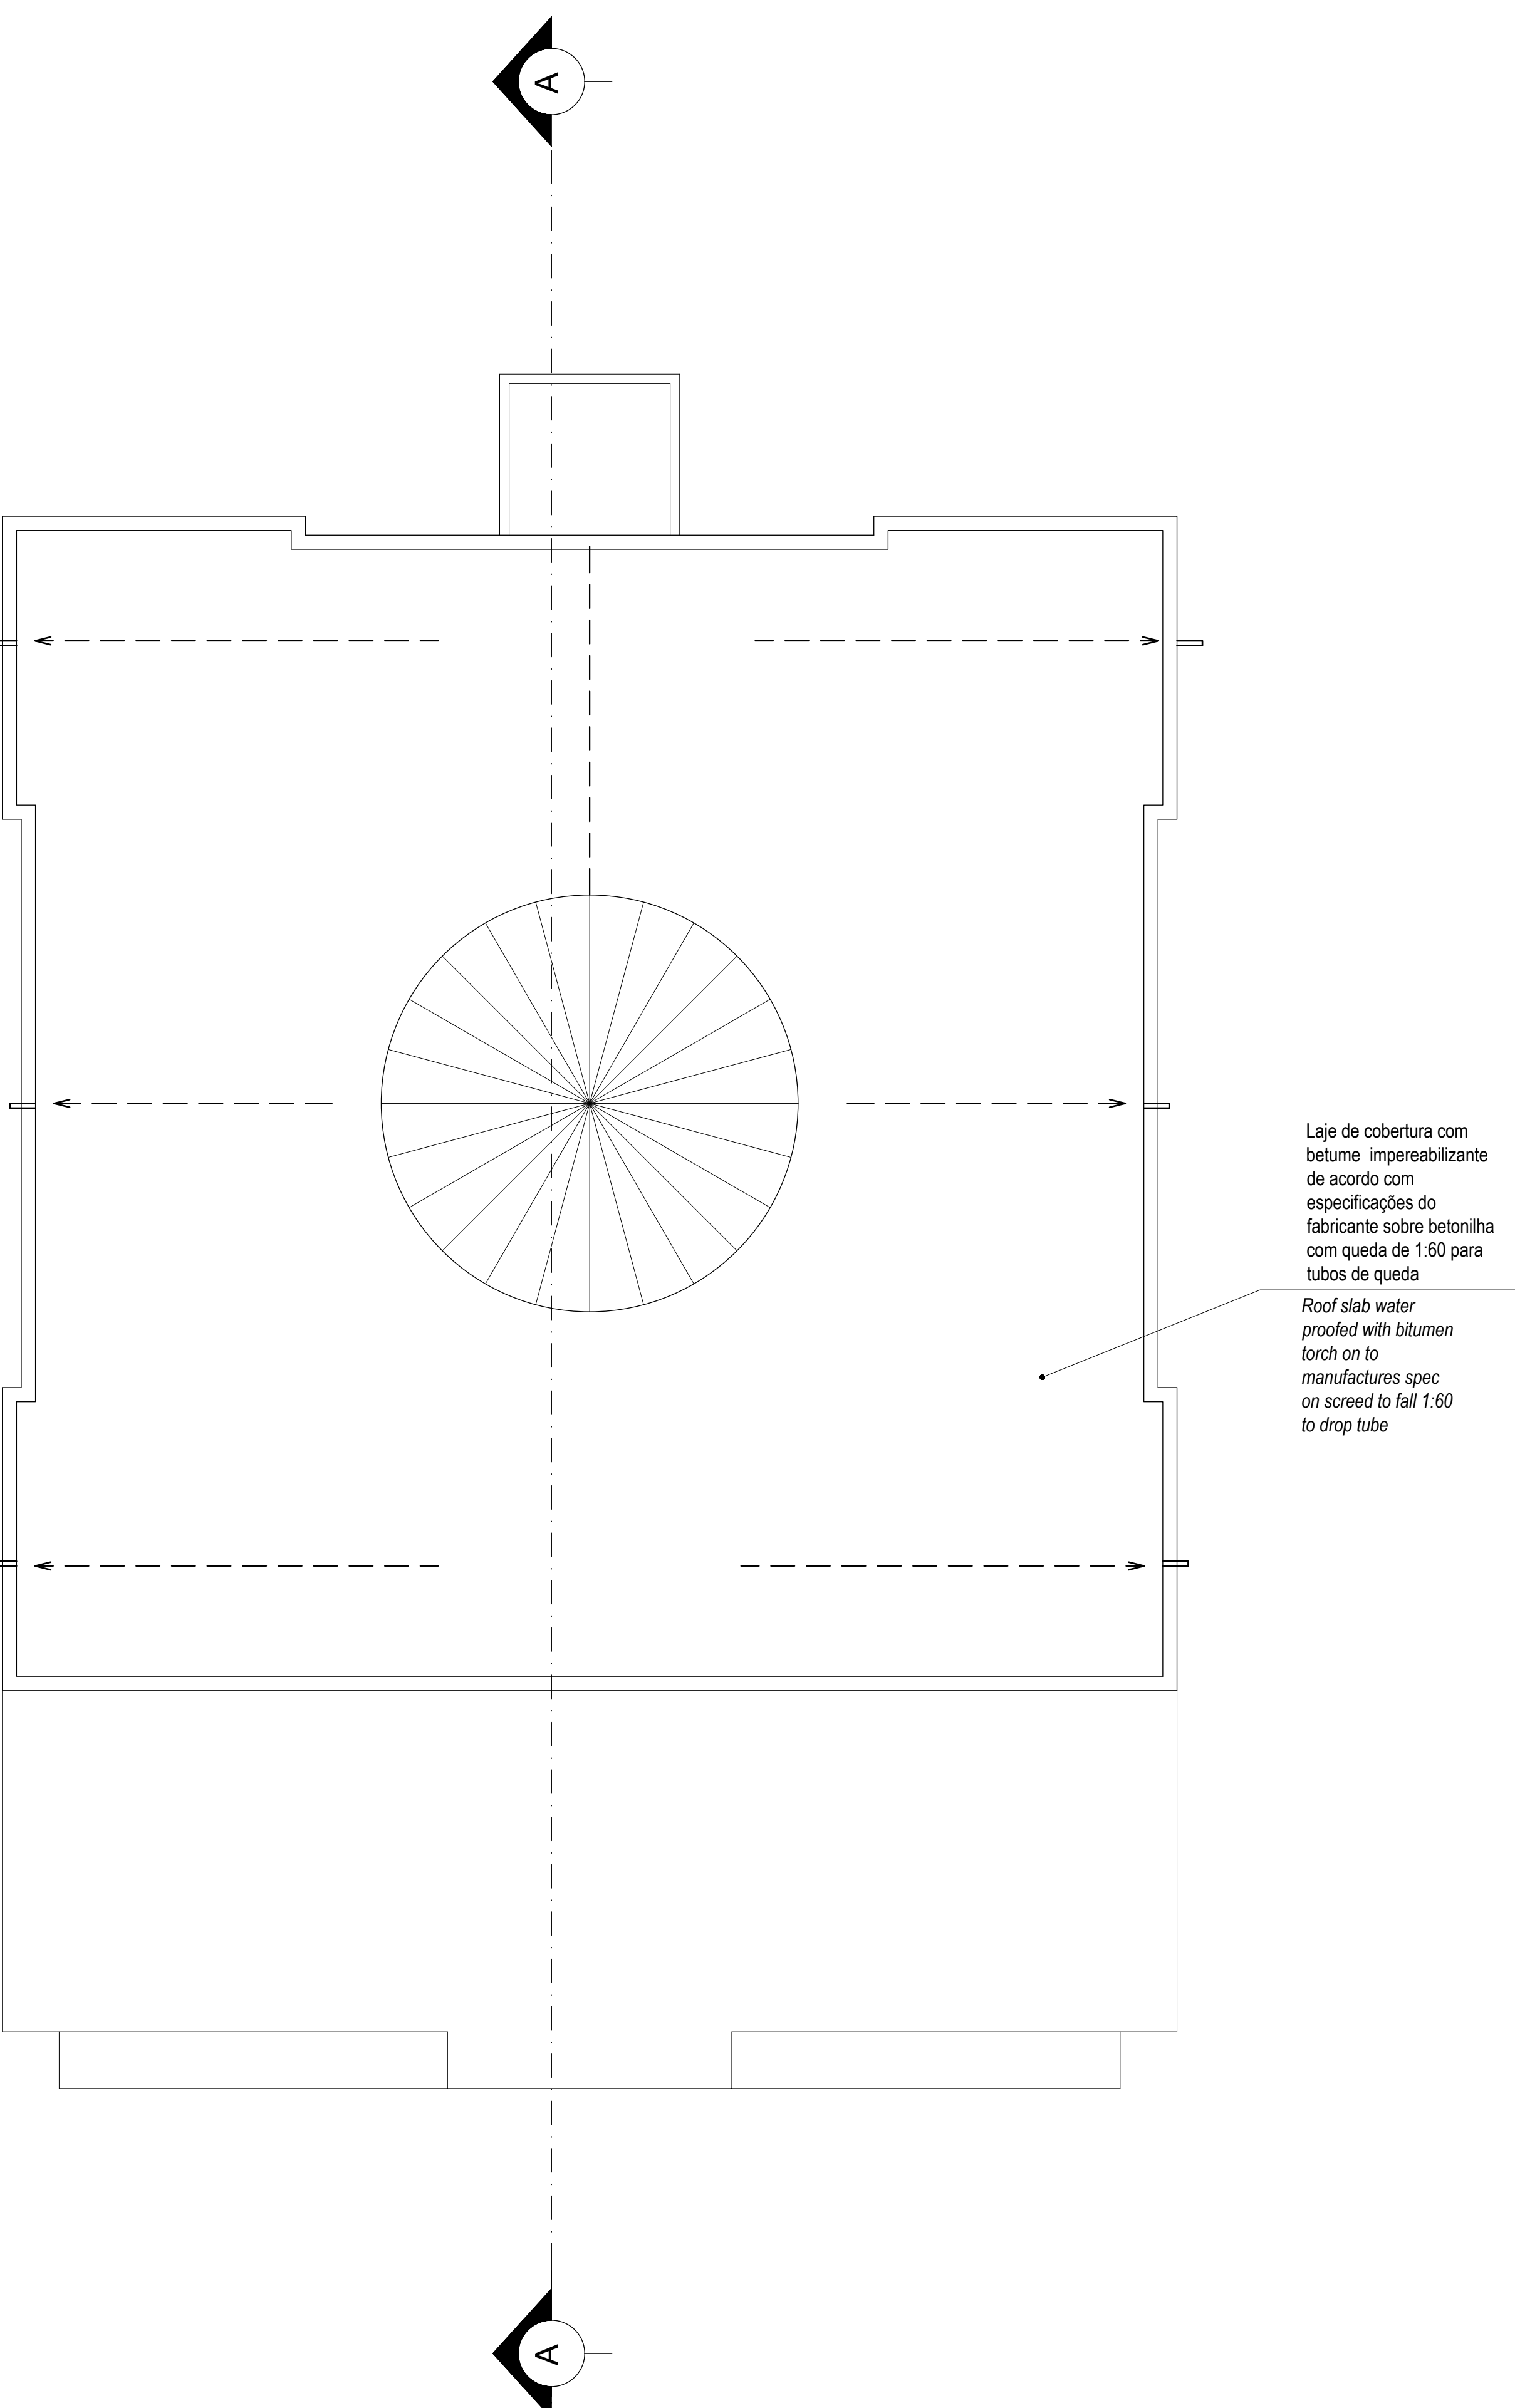 A
Laje de cobertura com
betume  impereabilizante
de acordo com
especificações do
fabricante sobre betonilha
com queda de 1:60 para
tubos de queda
Roof slab water
proofed with bitumen
torch on to
manufactures spec
on screed to fall 1:60
to drop tube
A